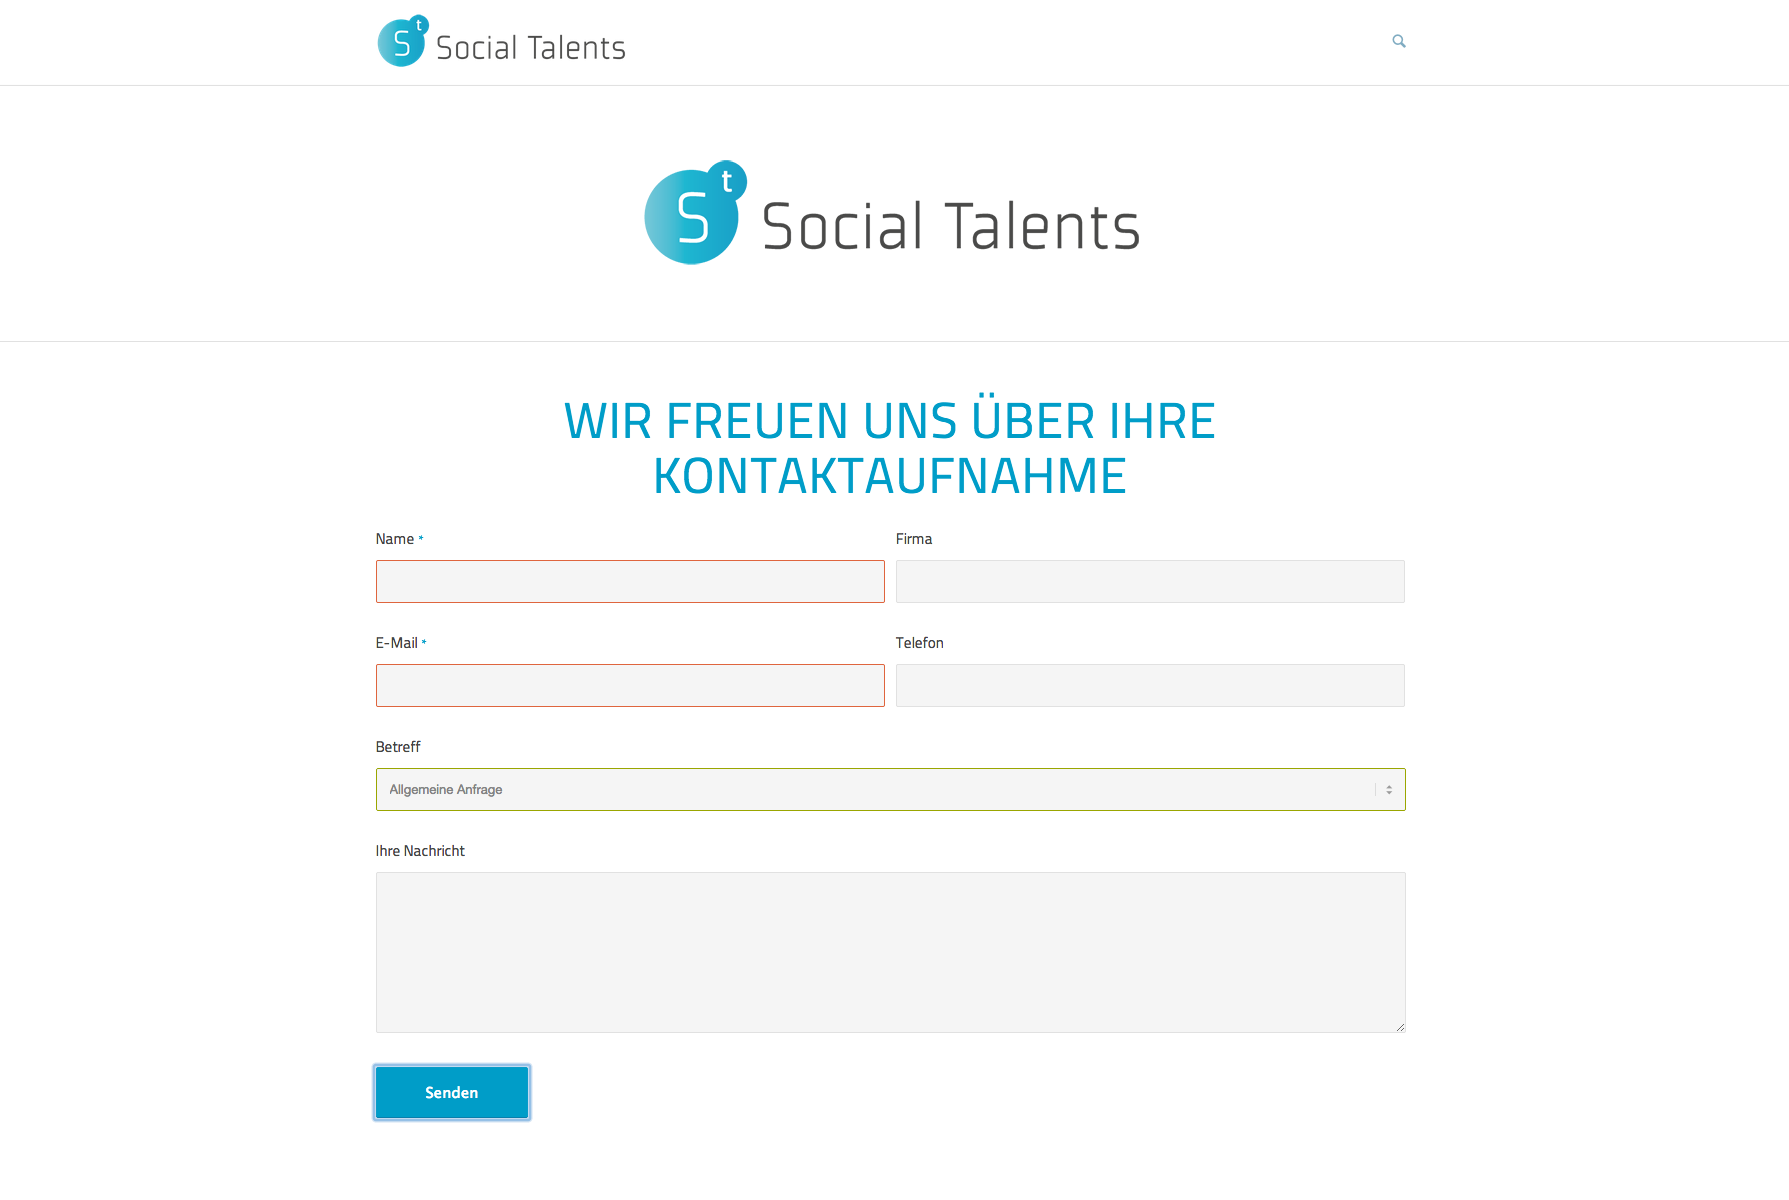 St Social Talents
St Social Talents
WIR FREUEN UNS ÜBER IHRE
KONTAKTAUFNAHME
Name * Firma
E-Mail * Telefon
Betreff
Allgemeine Anfrage
Ihre Nachricht
Senden